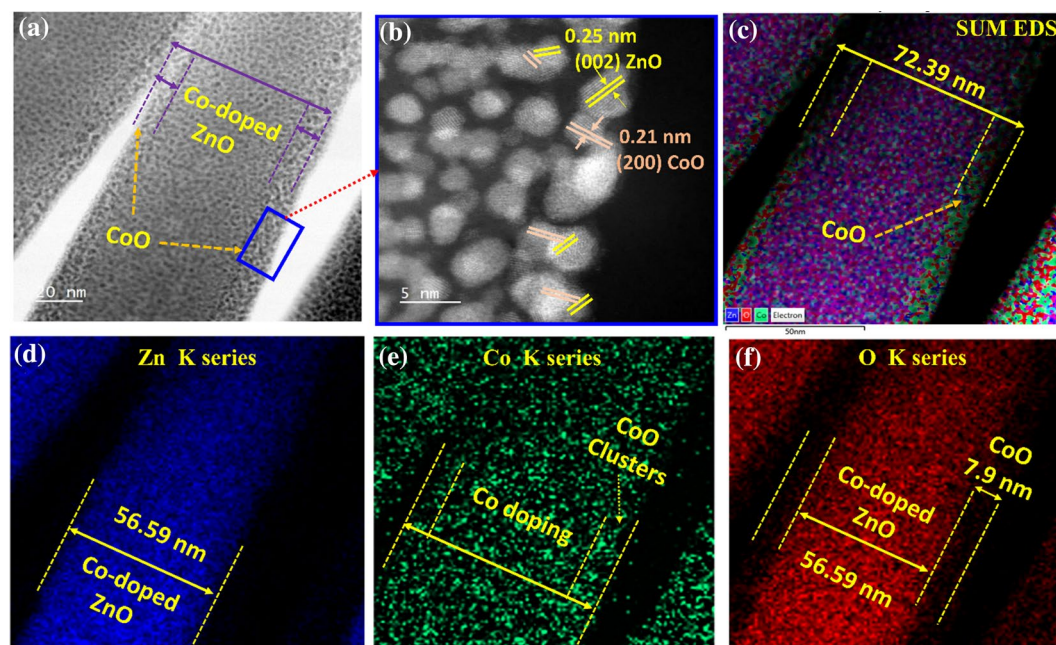 (a)
Co-doped
ZnO
CoO
20 nm
(b)
0.25 nm
(002) ZnO
0.21 nm
(200) CoO
5 nm
(c)
SUM EDS
72.39 nm
CoO
Zn O Co Electron
50nm
(d)
Zn K series
56.59 nm
Co-doped
ZnO
(e)
Co K series
CoO
Clusters
Co doping
(f)
O K series
CoO
7.9 nm
Co-doped
ZnO
56.59 nm